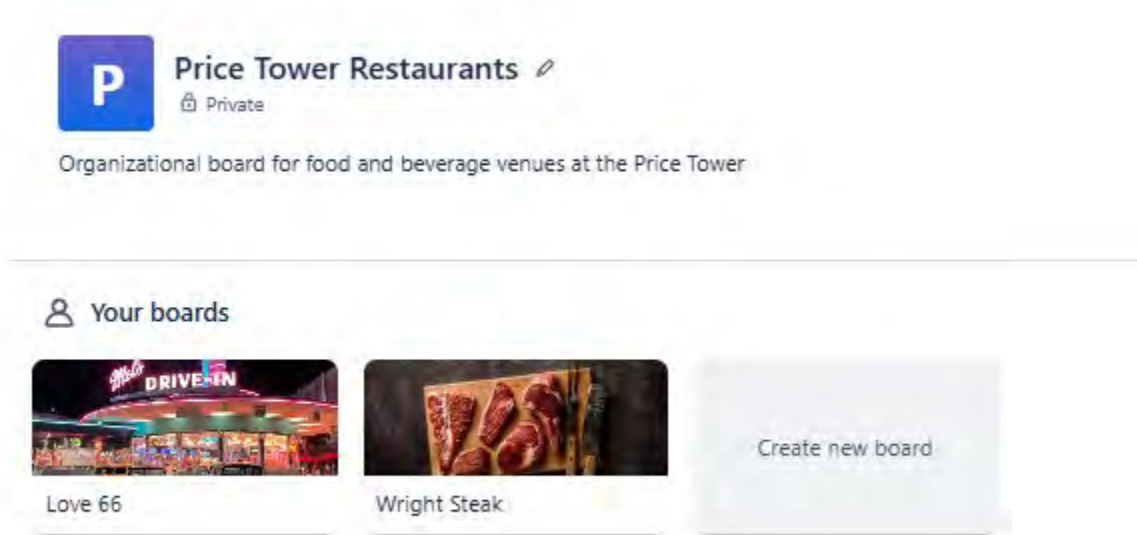 P
Price Tower Restaurants
Private
Organizational board for food and beverage venues at the Price Tower
Your boards
Mel's
DRIVE-IN
Love 66
Wright Steak
Create new board